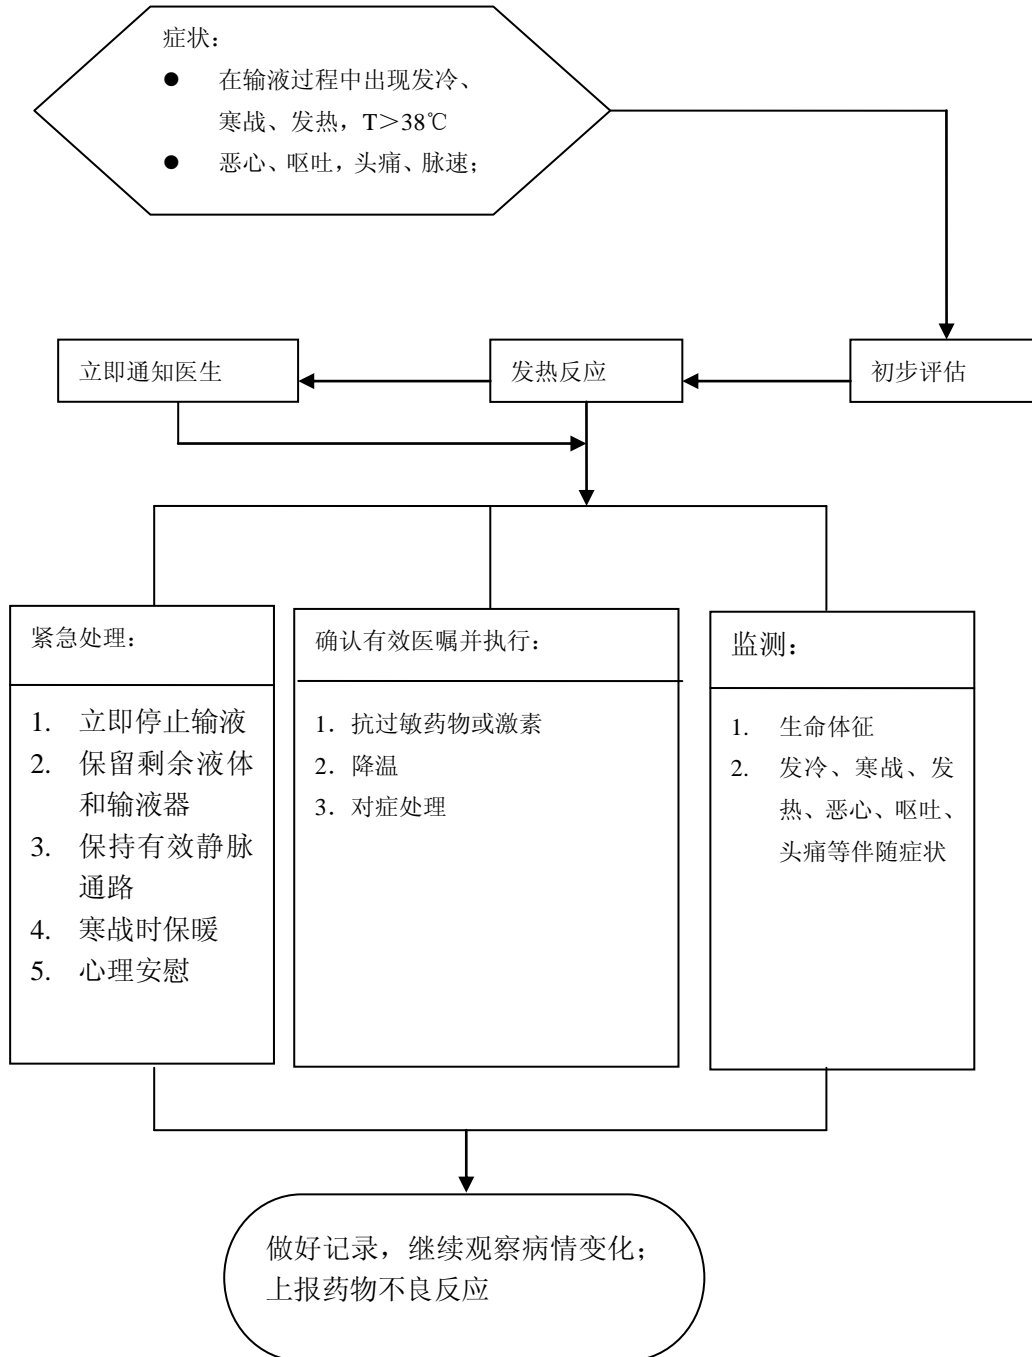 症状：
● 在输液过程中出现发冷、
寒战、发热，T＞38℃
● 恶心、呕吐，头痛、脉速；
立即通知医生
发热反应
初步评估
紧急处理：
1. 立即停止输液
2. 保留剩余液体
和输液器
3. 保持有效静脉
通路
4. 寒战时保暖
5. 心理安慰
确认有效医嘱并执行：
1．抗过敏药物或激素
2．降温
3．对症处理
监测：
1. 生命体征
2. 发冷、寒战、发
热、恶心、呕吐、
头痛等伴随症状
做好记录，继续观察病情变化；
上报药物不良反应